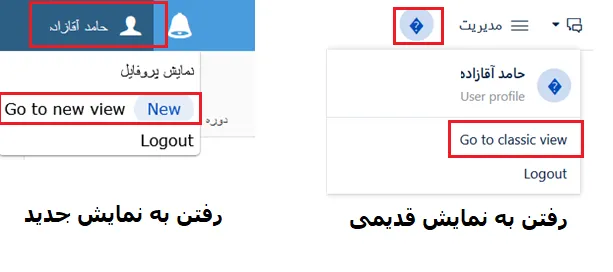 حامد آقازاده
نمایش پروفایل
Go to new view New
دوره
Logout
رفتن به نمایش جدید
مدیریت
حامد آقازاده
User profile
Go to classic view
Logout
رفتن به نمایش قدیمی